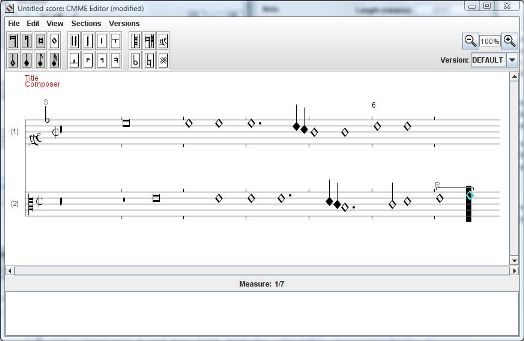 Untitled score: CMME Editor (modified)
File Edit View Sections Versions
100%
Version: DEFAULT
Title
Composer
S
6
[1]
[2]
Measure: 1/7